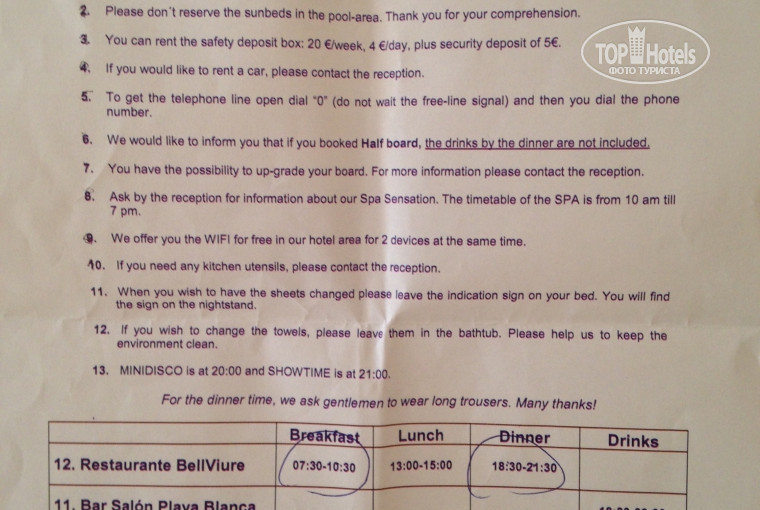 2. Please don't reserve the sunbeds in the pool-area. Thank you for your comprehension.
TOP Hotels
ФОТО ТУРИСТА
3. You can rent the safety deposit box: 20 €/week, 4 €/day, plus security deposit of 5€.
4. If you would like to rent a car, please contact the reception.
5. To get the telephone line open dial "0" (do not wait the free-line signal) and then you dial the phone
number.
6. We would like to inform you that if you booked Half board, the drinks by the dinner are not included.
7. You have the possibility to up-grade your board. For more information please contact the reception.
8. Ask by the reception for information about our Spa Sensation. The timetable of the SPA is from 10 am till
7 pm.
9. We offer you the WIFI for free in our hotel area for 2 devices at the same time.
10. If you need any kitchen utensils, please contact the reception.
11. When you wish to have the sheets changed please leave the indication sign on your bed. You will find
the sign on the nightstand.
12. If you wish to change the towels, please leave them in the bathtub. Please help us to keep the
environment clean.
13. MINIDISCO is at 20:00 and SHOWTIME is at 21:00.
For the dinner time, we ask gentlemen to wear long trousers. Many thanks!
Breakfast Lunch Dinner Drinks
12. Restaurante BellViure 07:30-10:30 13:00-15:00 18:30-21:30
11. Bar Salón Playa Blanca